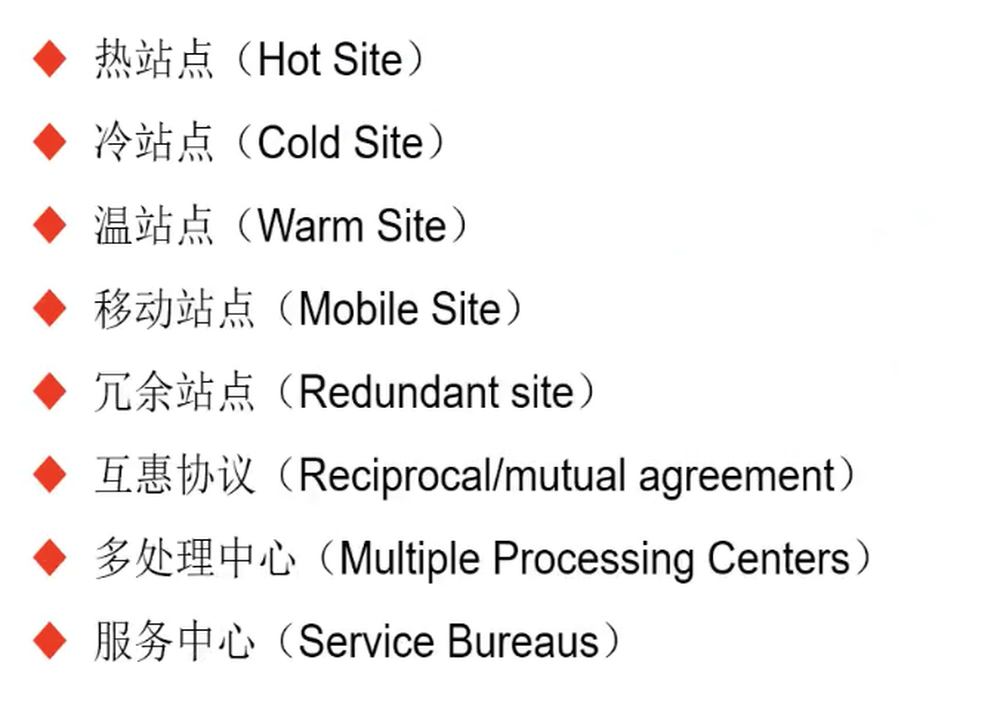 热站点（Hot Site）
冷站点（Cold Site）
温站点（Warm Site）
移动站点（Mobile Site）
冗余站点（Redundant site）
互惠协议（Reciprocal/mutual agreement）
多处理中心（Multiple Processing Centers）
服务中心（Service Bureaus）